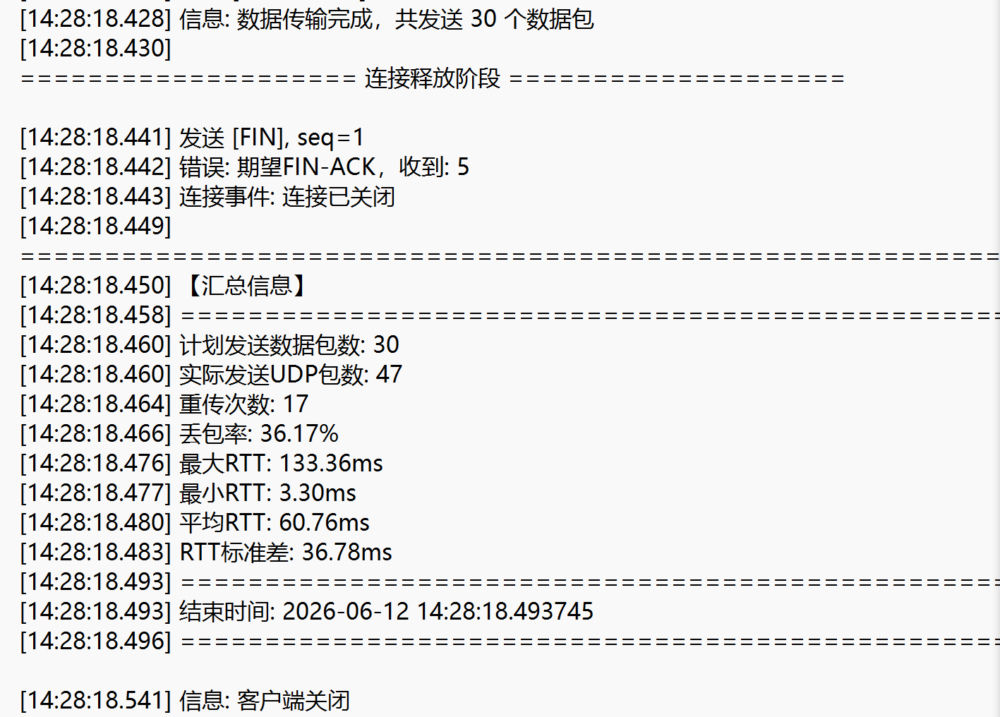 [14:28:18.428] 信息: 数据传输完成，共发送 30 个数据包
[14:28:18.430]
==================== 连接释放阶段 ====================
[14:28:18.441] 发送 [FIN], seq=1
[14:28:18.442] 错误: 期望FIN-ACK，收到: 5
[14:28:18.443] 连接事件: 连接已关闭
[14:28:18.449]
==========================================================
[14:28:18.450] 【汇总信息】
[14:28:18.458] =================================================
[14:28:18.460] 计划发送数据包数: 30
[14:28:18.460] 实际发送UDP包数: 47
[14:28:18.464] 重传次数: 17
[14:28:18.466] 丢包率: 36.17%
[14:28:18.476] 最大RTT: 133.36ms
[14:28:18.477] 最小RTT: 3.30ms
[14:28:18.480] 平均RTT: 60.76ms
[14:28:18.483] RTT标准差: 36.78ms
[14:28:18.493] =================================================
[14:28:18.493] 结束时间: 2026-06-12 14:28:18.493745
[14:28:18.496] =================================================
[14:28:18.541] 信息: 客户端关闭